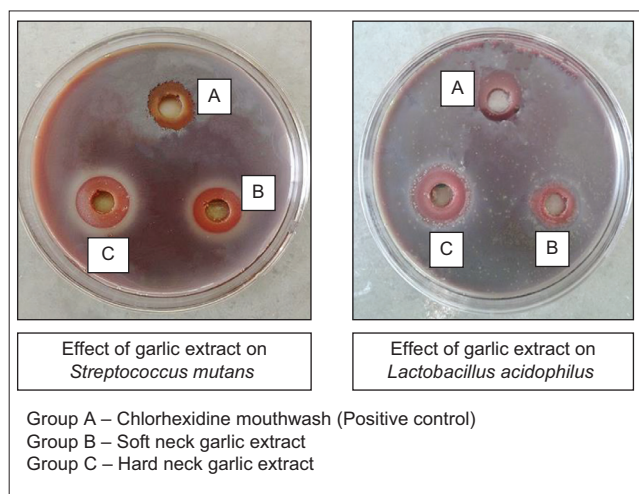 A
B
C
A
C
B
Effect of garlic extract on
Streptococcus mutans
Effect of garlic extract on
Lactobacillus acidophilus
Group A – Chlorhexidine mouthwash (Positive control)
Group B – Soft neck garlic extract
Group C – Hard neck garlic extract